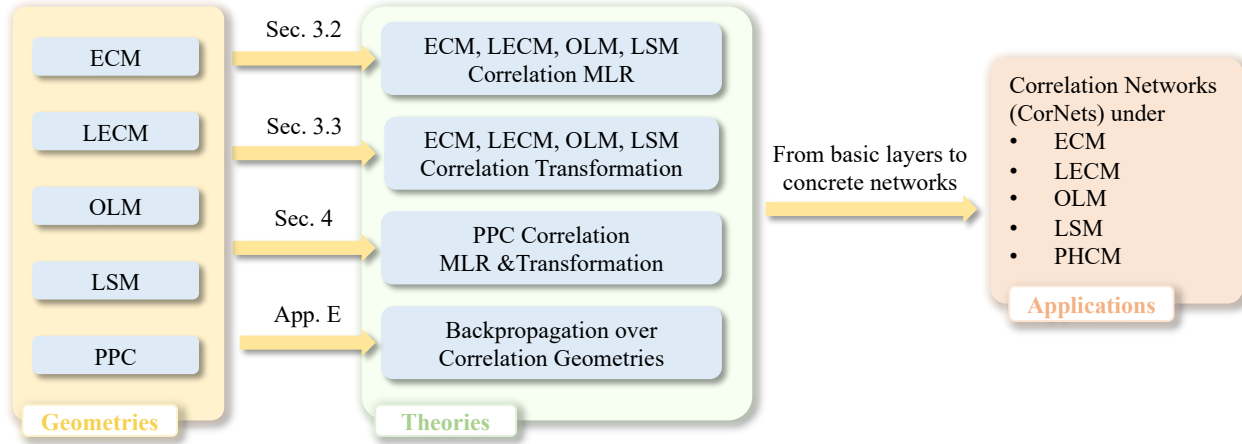 ECM
LECM
OLM
LSM
PPC
Geometries
Sec. 3.2
Sec. 3.3
Sec. 4
App. E
ECM, LECM, OLM, LSM
Correlation MLR
ECM, LECM, OLM, LSM
Correlation Transformation
PPC Correlation
MLR &Transformation
Backpropagation over
Correlation Geometries
Theories
From basic layers to
concrete networks
Correlation Networks
(CorNets) under
• ECM
• LECM
• OLM
• LSM
• PHCM
Applications